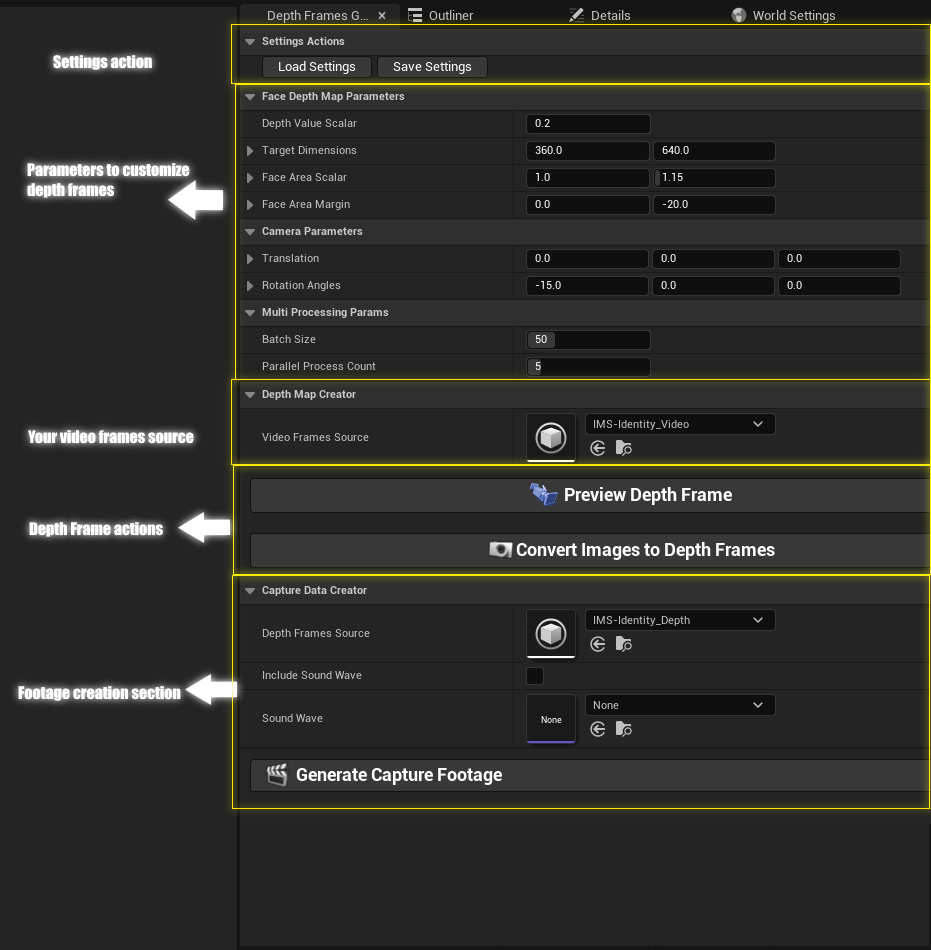 Depth Frames G...
Outliner
Details
World Settings
Settings action
Settings Actions
Load Settings
Save Settings
Parameters to customize
depth frames
Face Depth Map Parameters
Depth Value Scalar 0.2
Target Dimensions 360.0 640.0
Face Area Scalar 1.0 1.15
Face Area Margin 0.0 -20.0
Camera Parameters
Translation 0.0 0.0 0.0
Rotation Angles -15.0 0.0 0.0
Multi Processing Params
Batch Size 50
Parallel Process Count 5
Your video frames source
Depth Map Creator
Video Frames Source IMS-Identity_Video
Depth Frame actions
Preview Depth Frame
Convert Images to Depth Frames
Footage creation section
Capture Data Creator
Depth Frames Source IMS-Identity_Depth
Include Sound Wave
Sound Wave None None
Generate Capture Footage